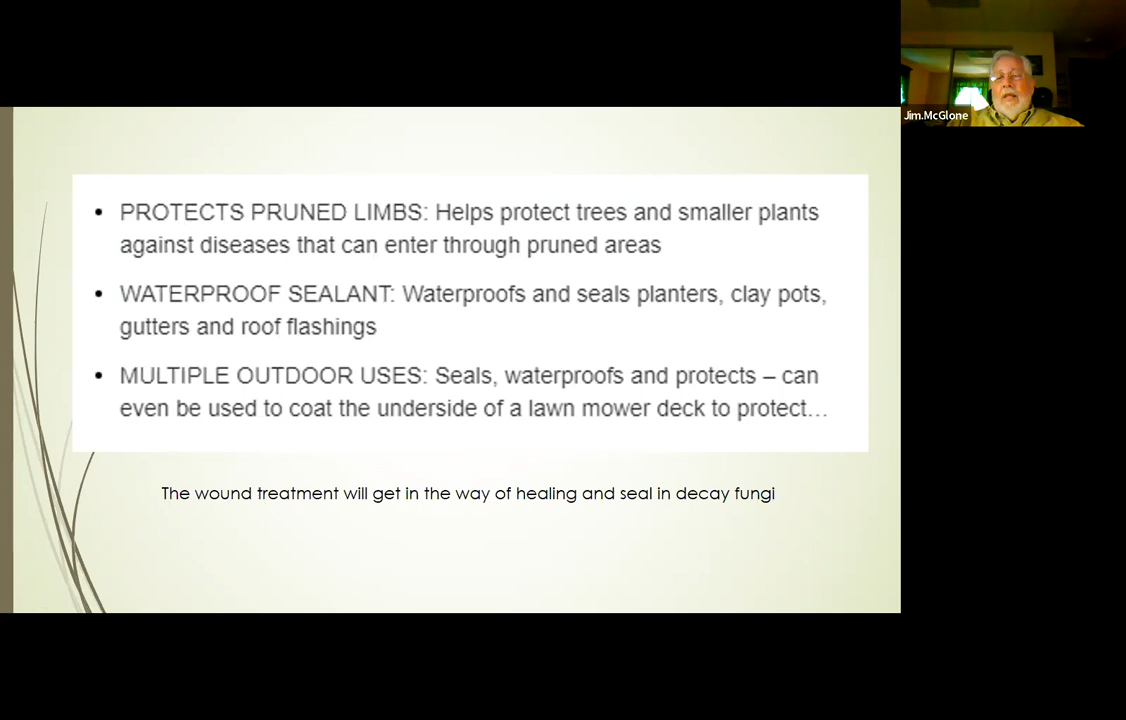 Jim.McGlone
• PROTECTS PRUNED LIMBS: Helps protect trees and smaller plants
against diseases that can enter through pruned areas
• WATERPROOF SEALANT: Waterproofs and seals planters, clay pots,
gutters and roof flashings
• MULTIPLE OUTDOOR USES: Seals, waterproofs and protects – can
even be used to coat the underside of a lawn mower deck to protect...
The wound treatment will get in the way of healing and seal in decay fungi